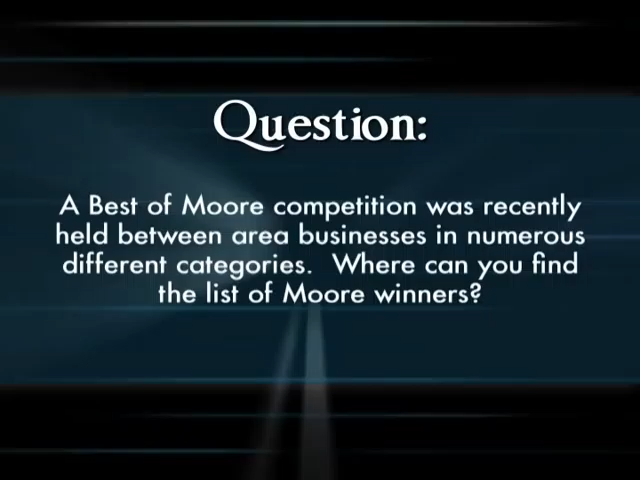 Question:
A Best of Moore competition was recently
held between area businesses in numerous
different categories.  Where can you find
the list of Moore winners?